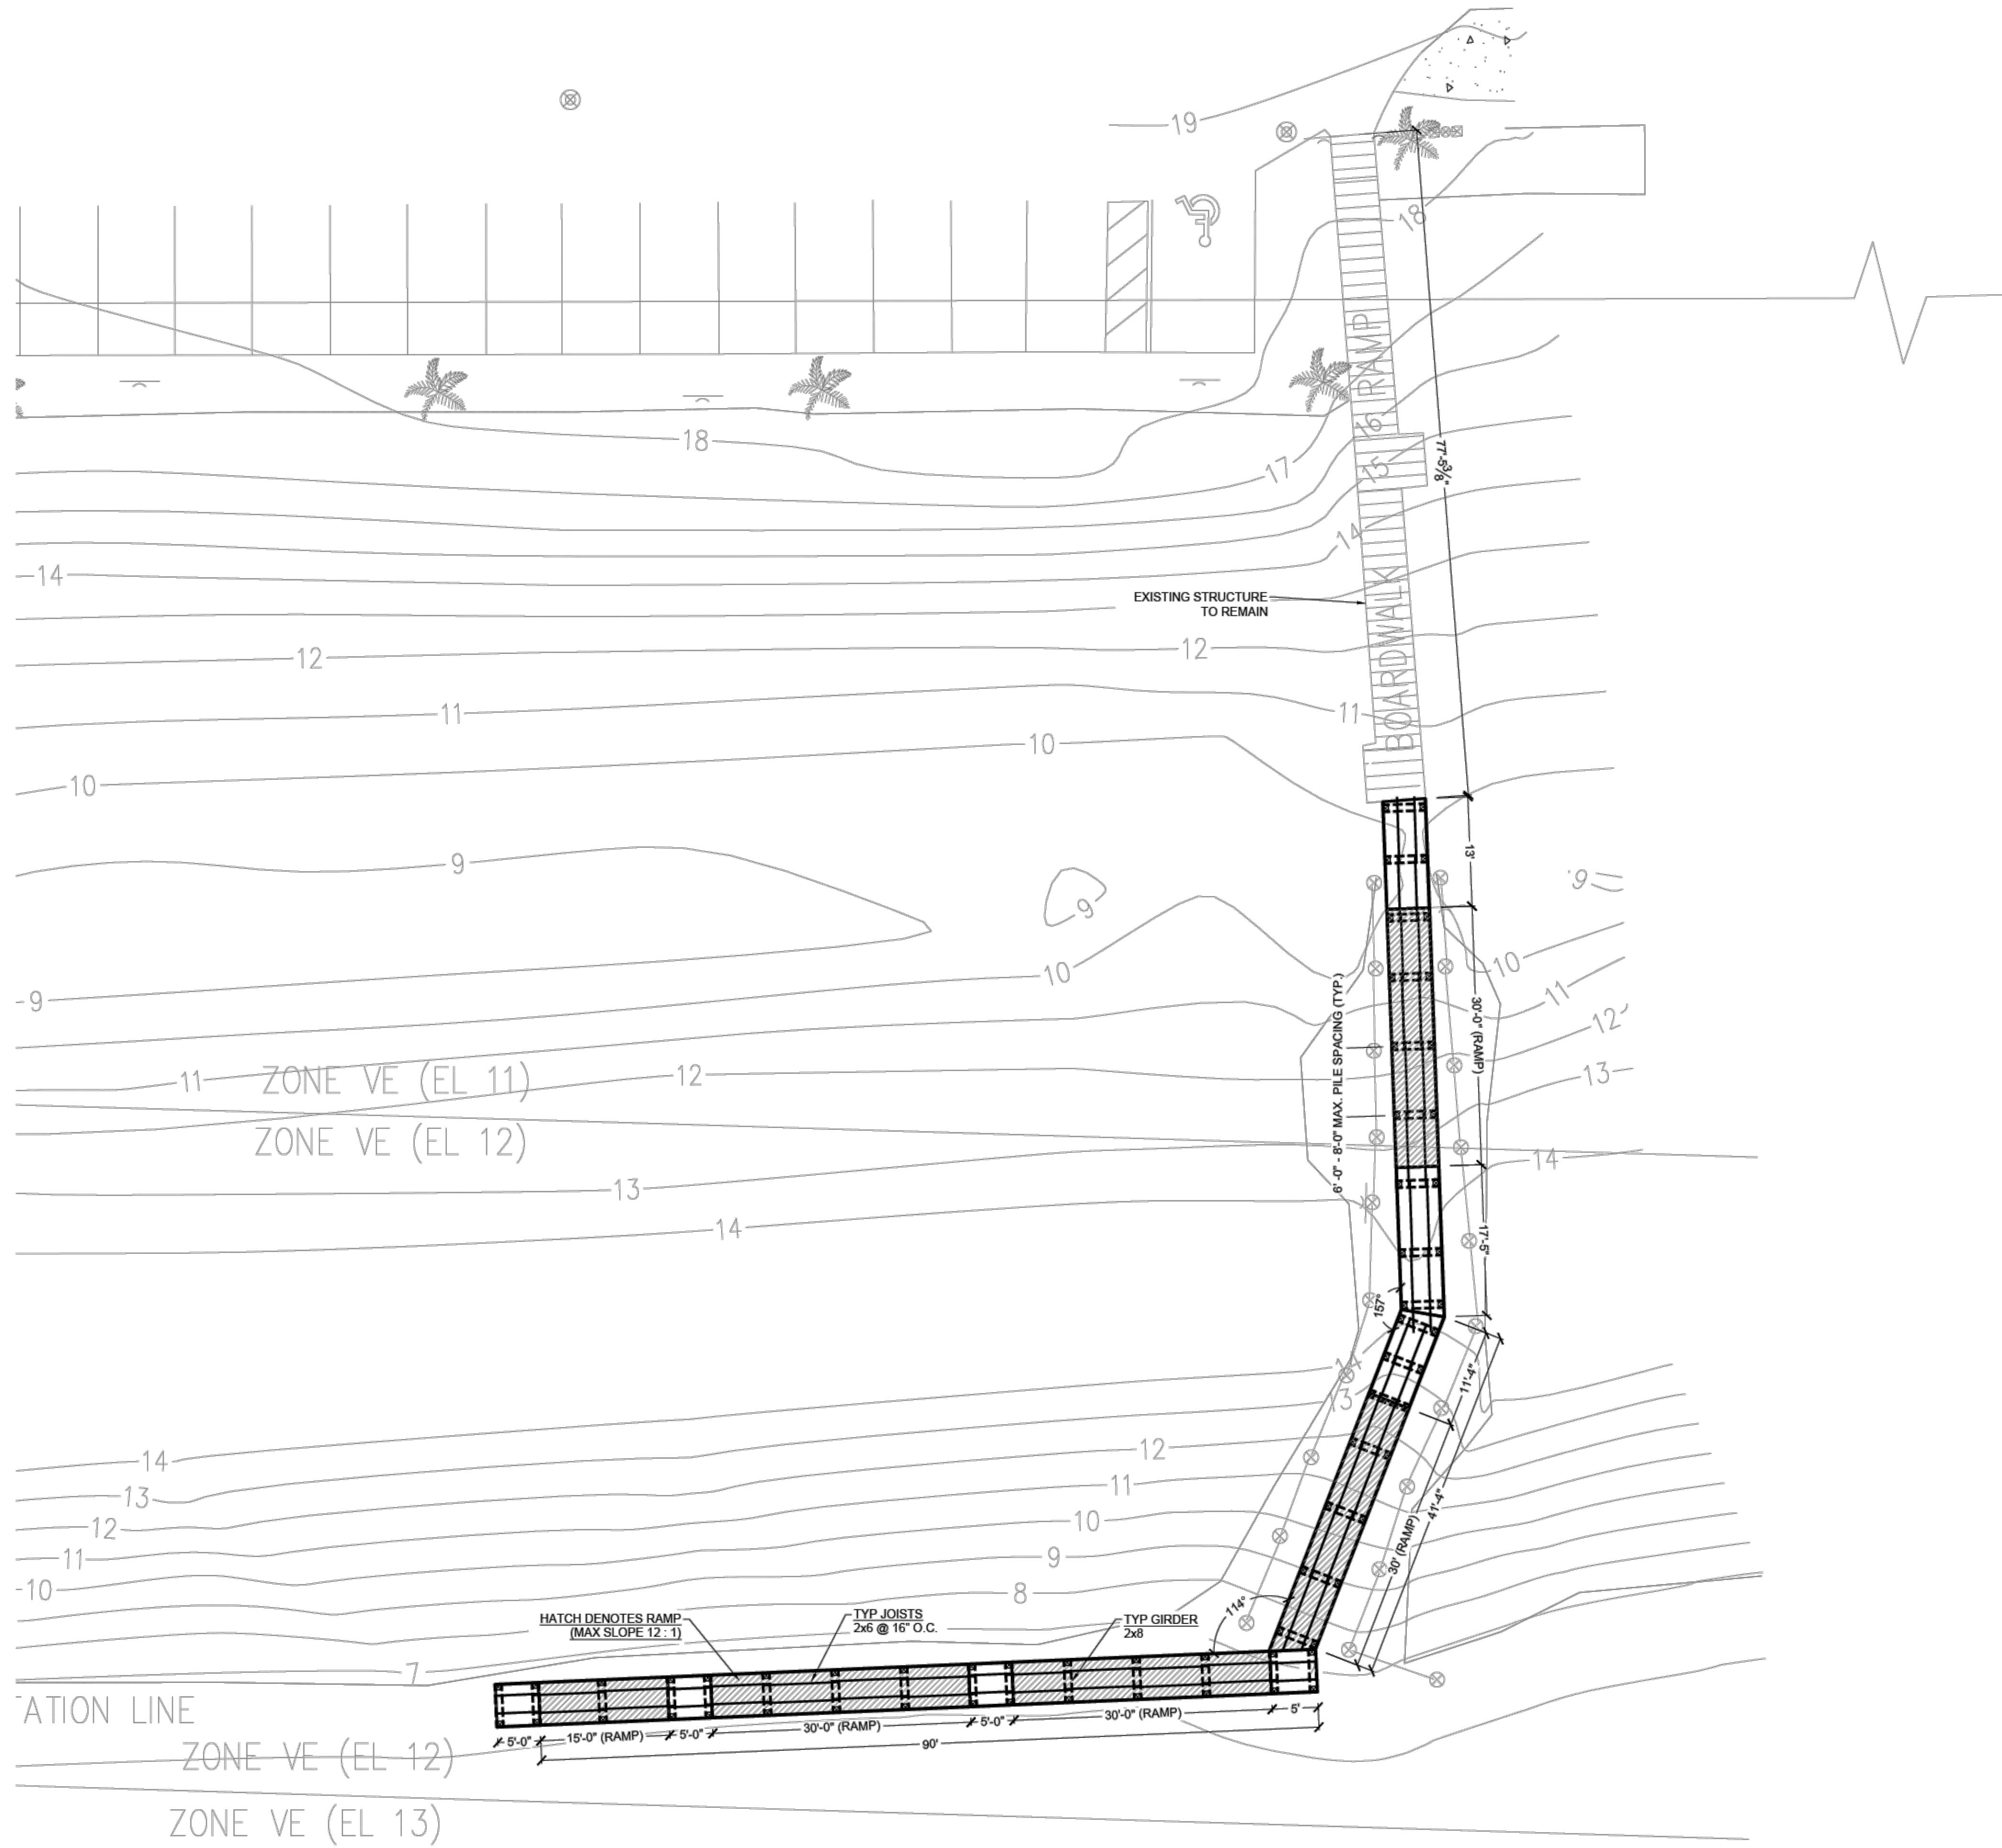 19
18
RAMP
18
16
15
17
77'-5 3/8"
14
14
EXISTING STRUCTURE
TO REMAIN
BOARDWALK
12
12
11
11
10
10
13'
9
9
9
10
10
9
6'-0" - 8'-0" MAX. PILE SPACING (TYP.)
30'-0" (RAMP)
11
12
11
ZONE VE (EL 11)
12
13
ZONE VE (EL 12)
14
13
14
17'-5"
157°
14
13
11'-4"
14
12
13
11
41'-4"
12
10
30' (RAMP)
11
9
10
8
114°
HATCH DENOTES RAMP
(MAX SLOPE 12 : 1)
TYP JOISTS
2x6 @ 16" O.C.
TYP GIRDER
2x8
7
ATION LINE
5'-0"
15'-0" (RAMP)
5'-0"
30'-0" (RAMP)
5'-0"
30'-0" (RAMP)
5'
90'
ZONE VE (EL 12)
ZONE VE (EL 13)